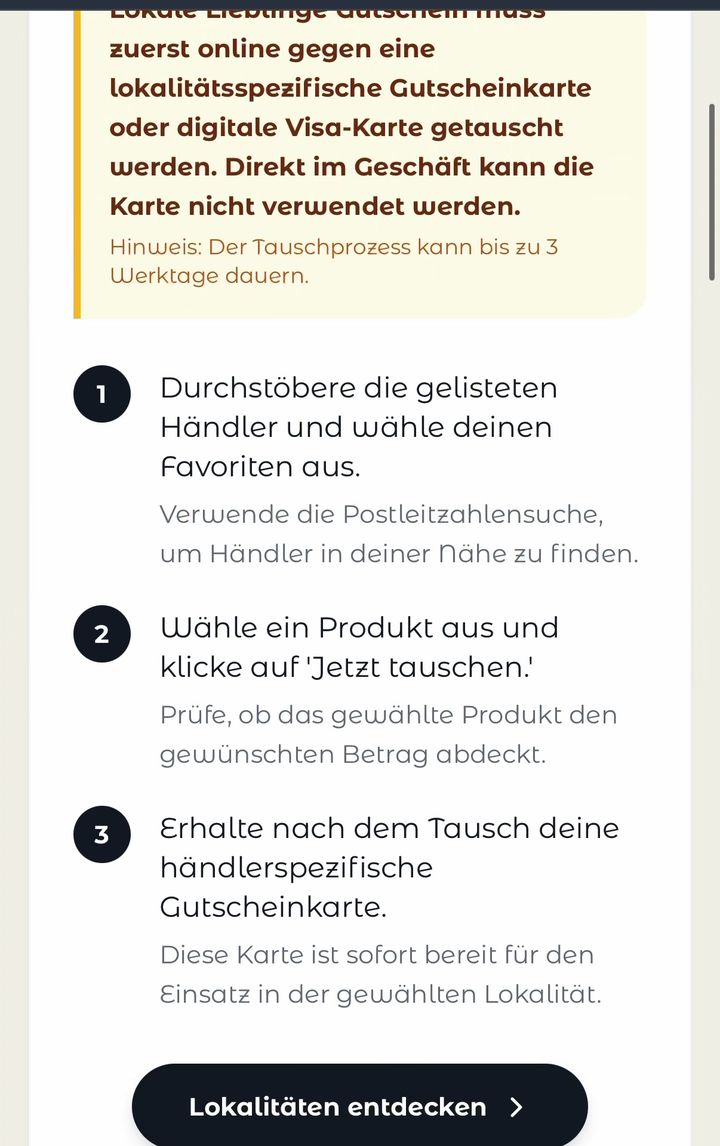 Lokale Lieblinge Gutschein muss
zuerst online gegen eine
lokalitätsspezifische Gutscheinkarte
oder digitale Visa-Karte getauscht
werden. Direkt im Geschäft kann die
Karte nicht verwendet werden.
Hinweis: Der Tauschprozess kann bis zu 3
Werktage dauern.
1
Durchstöbere die gelisteten
Händler und wähle deinen
Favoriten aus.
Verwende die Postleitzahlensuche,
um Händler in deiner Nähe zu finden.
2
Wähle ein Produkt aus und
klicke auf 'Jetzt tauschen.'
Prüfe, ob das gewählte Produkt den
gewünschten Betrag abdeckt.
3
Erhalte nach dem Tausch deine
händlerspezifische
Gutscheinkarte.
Diese Karte ist sofort bereit für den
Einsatz in der gewählten Lokalität.
Lokalitäten entdecken